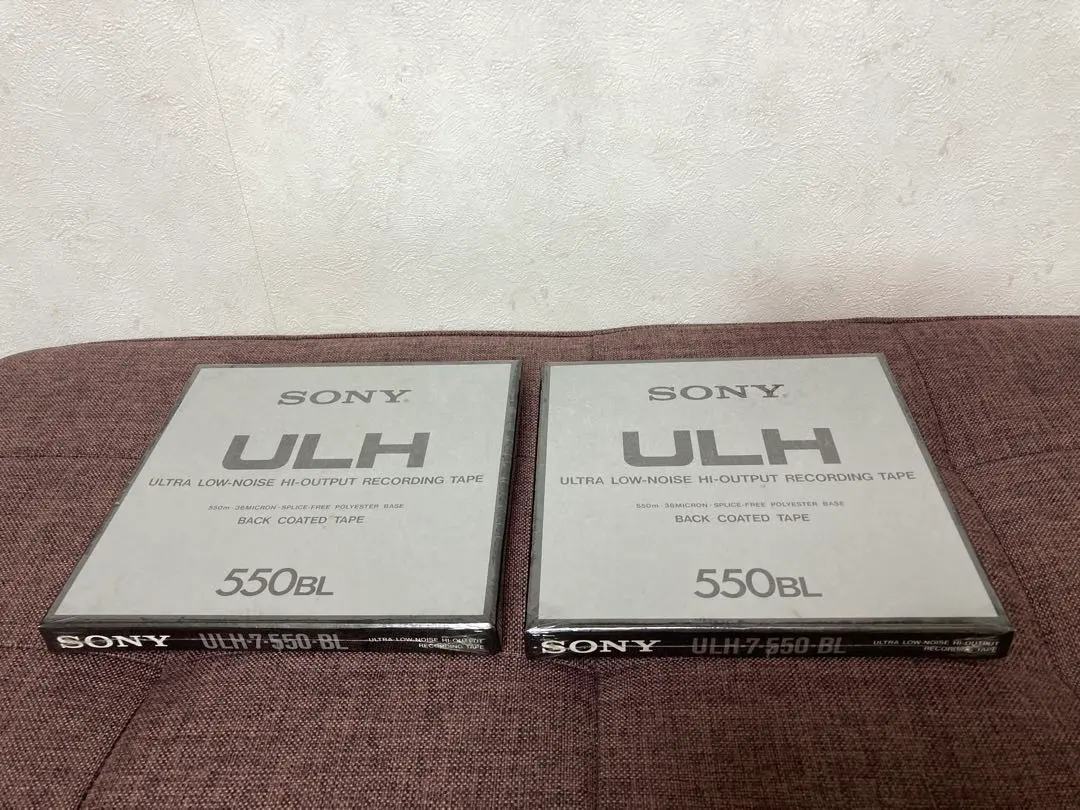 SONY
ULH
ULTRA LOW-NOISE HI-OUTPUT RECORDING TAPE
550m · 36MICRON · SPLICE-FREE POLYESTER BASE
BACK COATED TAPE
550BL
SONY ULH-7-550-BL ULTRA LOW-NOISE HI-OUTPUT
RECORDING TAPE
SONY
ULH
ULTRA LOW-NOISE HI-OUTPUT RECORDING TAPE
550m · 36MICRON · SPLICE-FREE POLYESTER BASE
BACK COATED TAPE
550BL
SONY ULH-7-550-BL ULTRA LOW-NOISE HI-OUTPUT
RECORDING TAPE